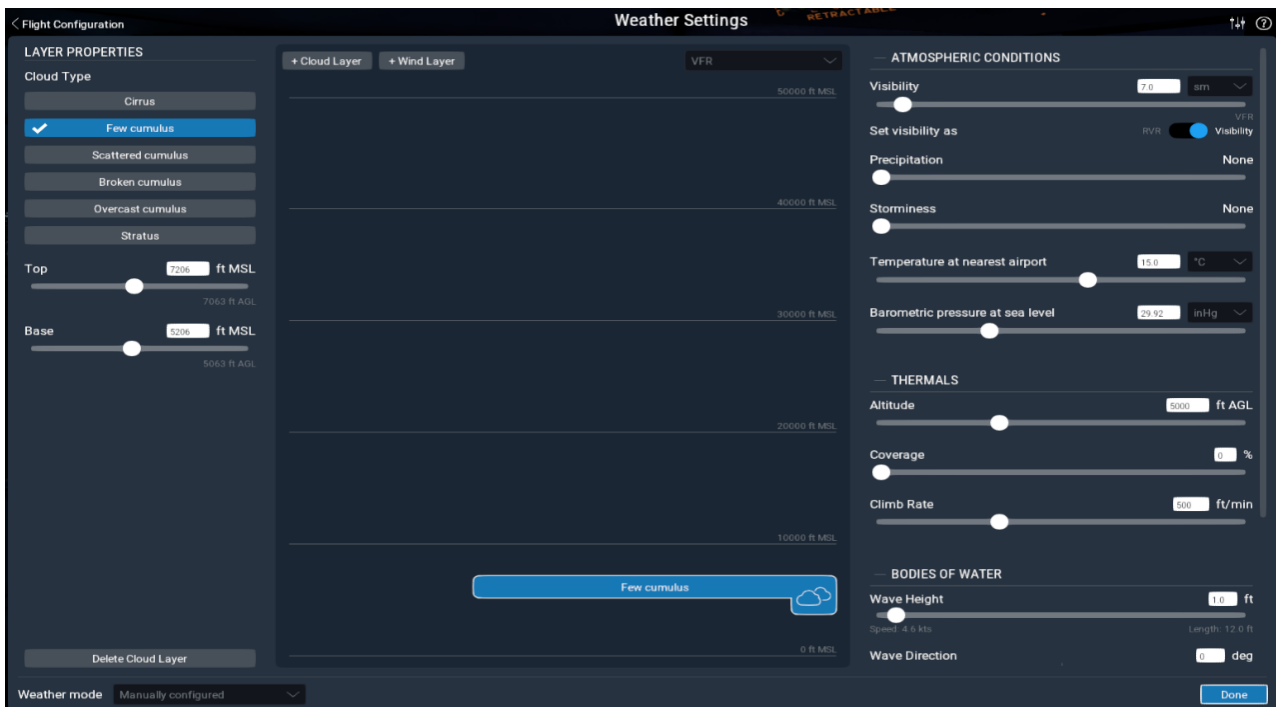 Flight Configuration
Weather Settings
RETRACTABLE
LAYER PROPERTIES
Cloud Type
Cirrus
Few cumulus
Scattered cumulus
Broken cumulus
Overcast cumulus
Stratus
Top 7206 ft MSL
7063 ft AGL
Base 5206 ft MSL
5063 ft AGL
Delete Cloud Layer
+ Cloud Layer + Wind Layer VFR
50000 ft MSL
40000 ft MSL
30000 ft MSL
20000 ft MSL
10000 ft MSL
Few cumulus
0 ft MSL
ATMOSPHERIC CONDITIONS
Visibility 7.0 sm
VFR
Set visibility as RVR Visibility
Precipitation None
Storminess None
Temperature at nearest airport 15.0 °C
Barometric pressure at sea level 29.92 inHg
THERMALS
Altitude 5000 ft AGL
Coverage 0 %
Climb Rate 500 ft/min
BODIES OF WATER
Wave Height 1.0 ft
Speed: 4.6 kts Length: 12.0 ft
Wave Direction 0 deg
Weather mode Manually configured
Done